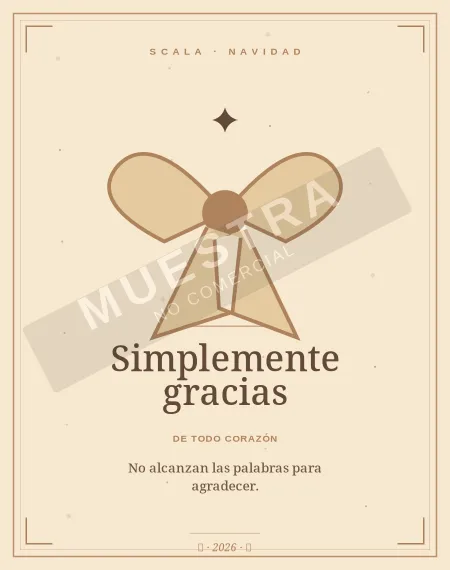 SCALA · NAVIDAD
MUESTRA
NO COMERCIAL
Simplemente
gracias
DE TODO CORAZÓN
No alcanzan las palabras para
agradecer.
· 2026 ·